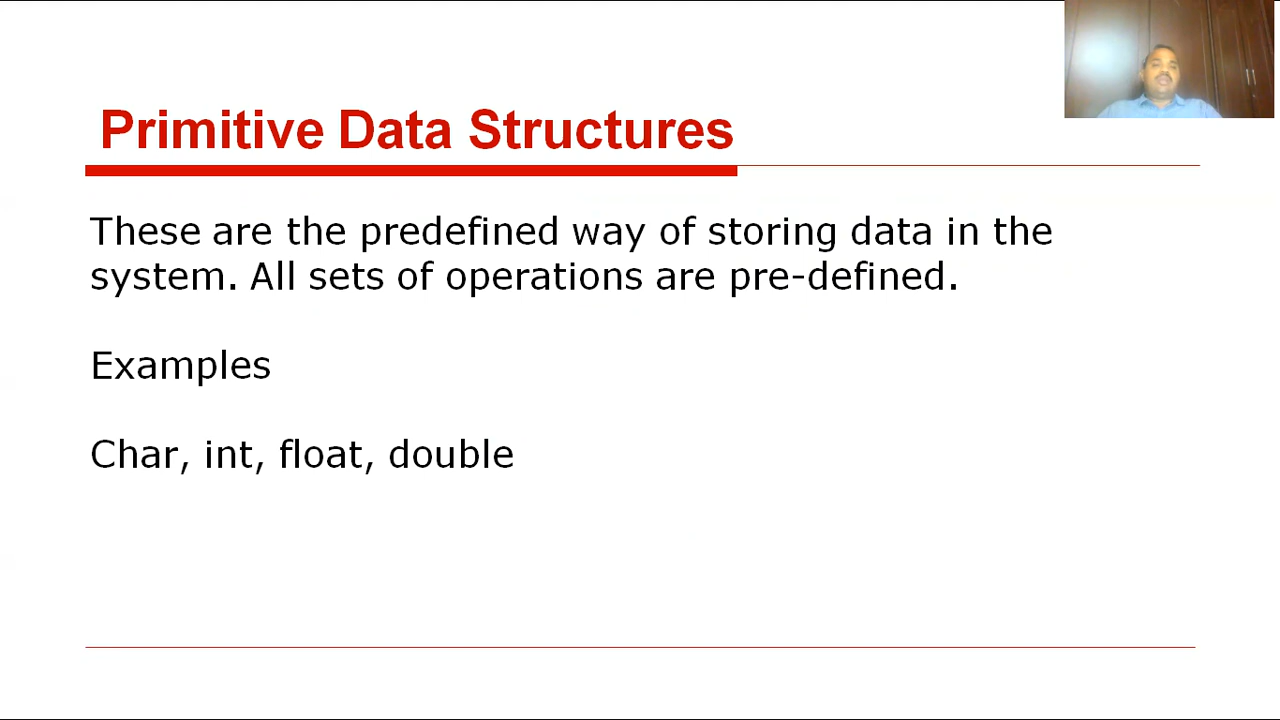 Primitive Data Structures
These are the predefined way of storing data in the
system. All sets of operations are pre-defined.
Examples
Char, int, float, double